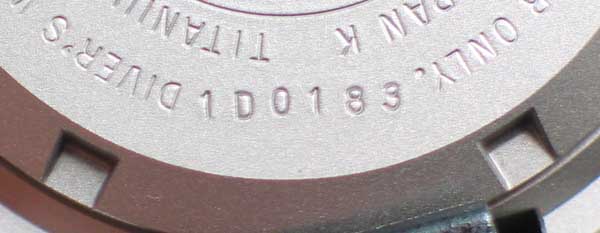 PAN K TITANIU
R ONLY. 1D0183 DIVER'S